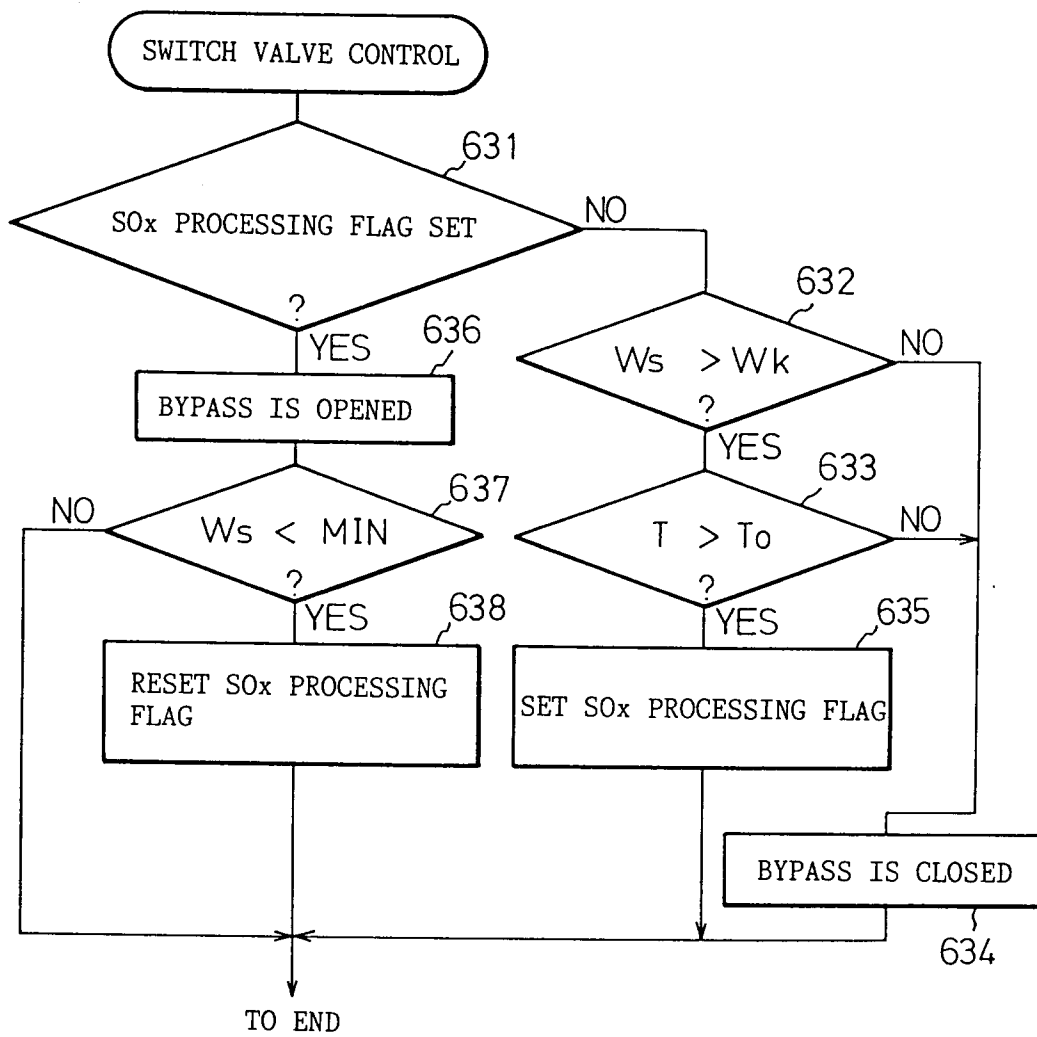 SWITCH VALVE CONTROL
631
SOx PROCESSING FLAG SET
?
NO
YES
636
BYPASS IS OPENED
632
Ws > Wk
?
NO
YES
637
Ws < MIN
?
NO
YES
633
T > To
?
NO
YES
638
RESET SOx PROCESSING
FLAG
635
SET SOx PROCESSING FLAG
BYPASS IS CLOSED
634
TO END